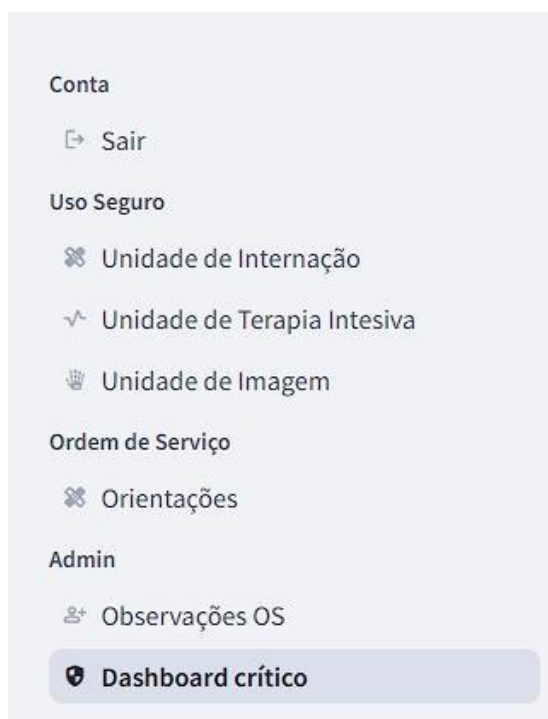 Conta
Sair
Uso Seguro
Unidade de Internação
Unidade de Terapia Intesiva
Unidade de Imagem
Ordem de Serviço
Orientações
Admin
Observações OS
Dashboard crítico